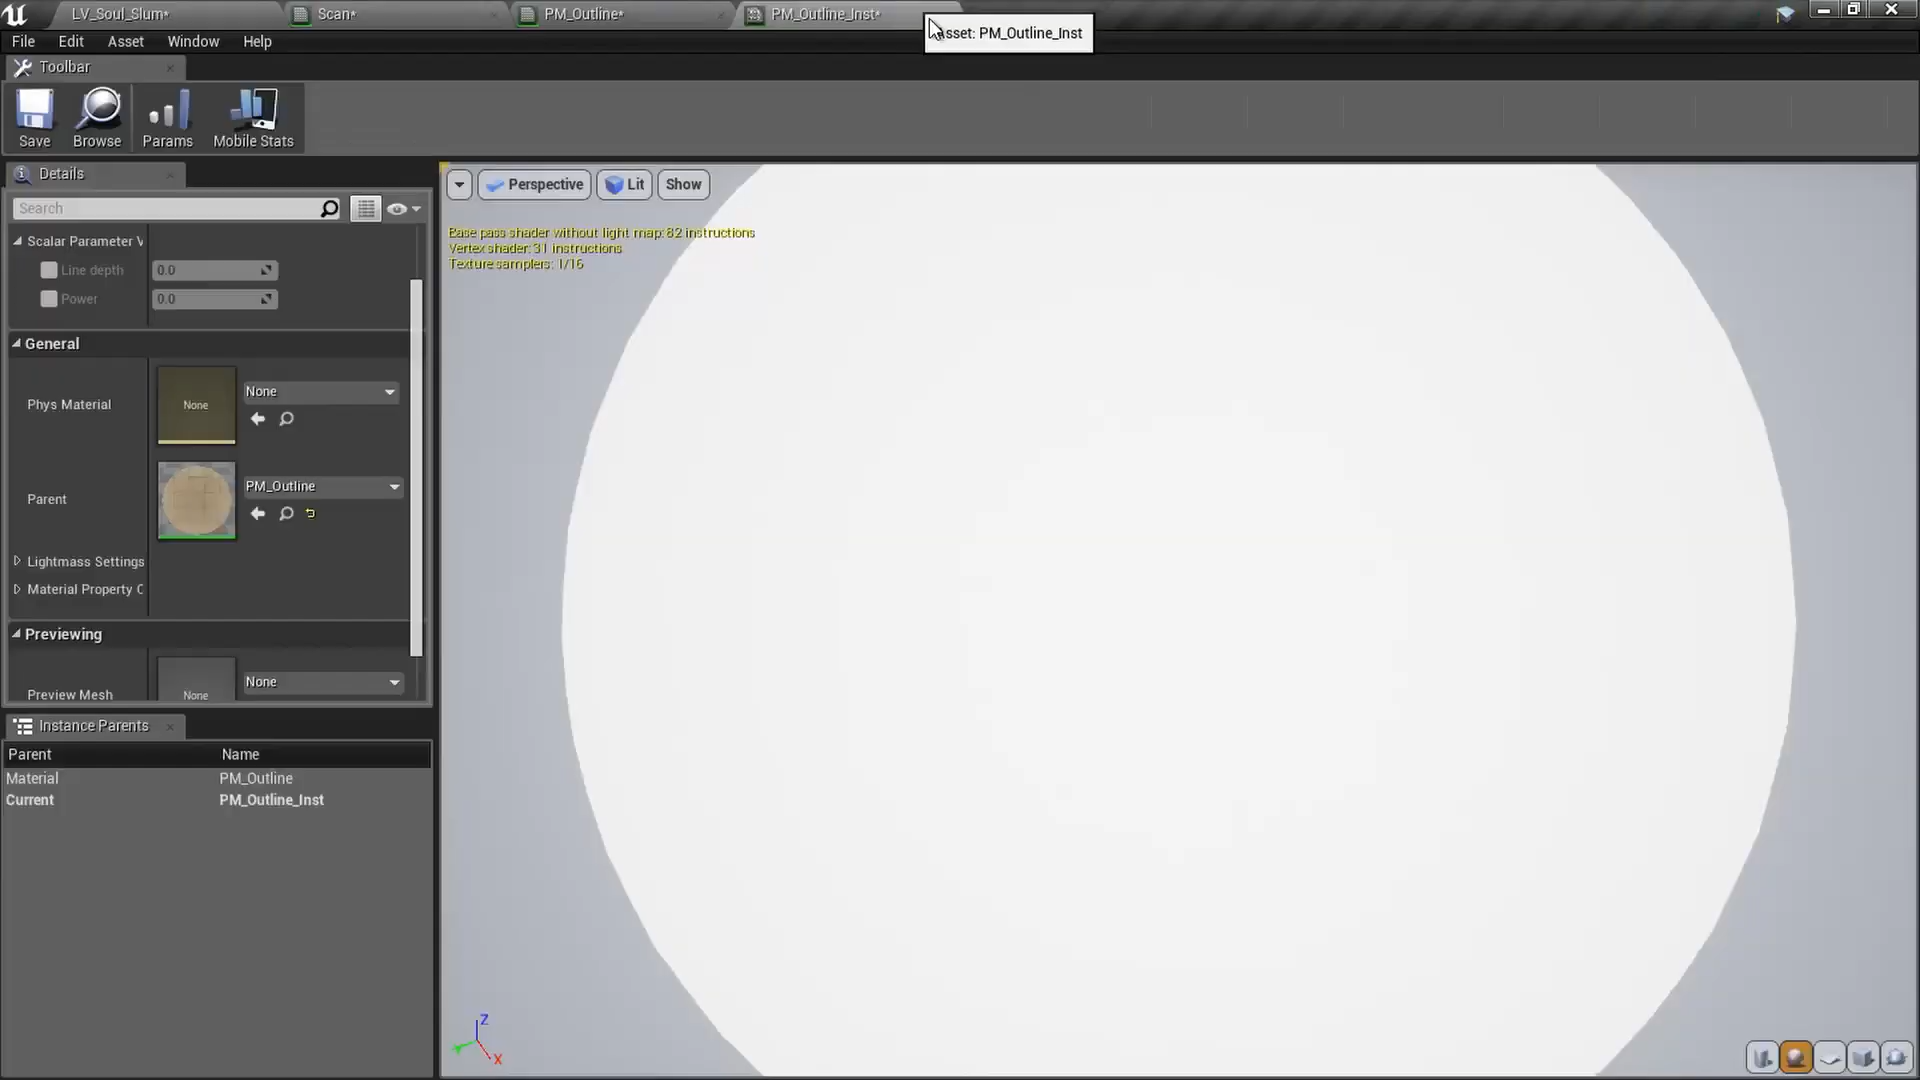 LV_Soul_Slum*
Scan*
PM_Outline*
PM_Outline_Inst*
File Edit Asset Window Help
sset: PM_Outline_Inst
Toolbar
Save Browse Params Mobile Stats
Details
Search
Perspective Lit Show
Base pass shader without light map: 82 instructions
Vertex shader: 31 instructions
Texture samplers: 1/16
Scalar Parameter V
Line depth 0.0
Power 0.0
General
Phys Material None None
Parent PM_Outline
Lightmass Settings
Material Property C
Previewing
Preview Mesh None None
Instance Parents
Parent Name
Material PM_Outline
Current PM_Outline_Inst
Z
X